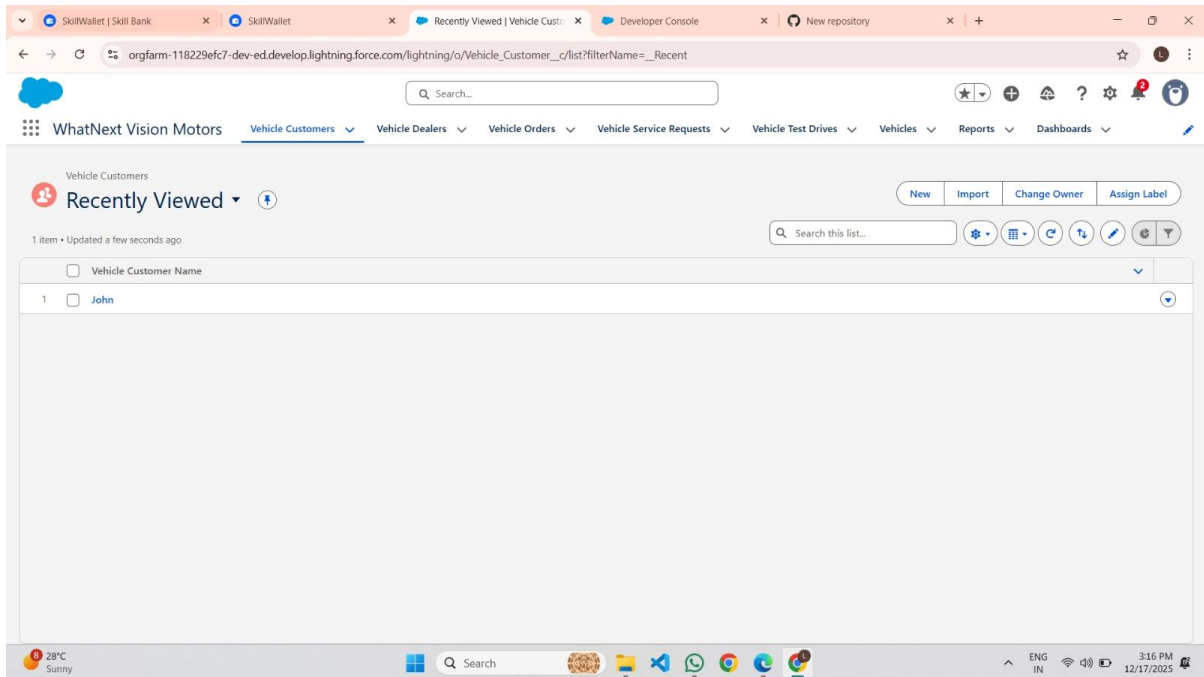 SkillWallet | Skill Bank
SkillWallet
Recently Viewed | Vehicle Custo
Developer Console
New repository
orgfarm-118229efc7-dev-ed.develop.lightning.force.com/lightning/o/Vehicle_Customer__c/list?filterName=__Recent
L
Search...
2
WhatNext Vision Motors
Vehicle Customers
Vehicle Dealers
Vehicle Orders
Vehicle Service Requests
Vehicle Test Drives
Vehicles
Reports
Dashboards
Vehicle Customers
Recently Viewed
New
Import
Change Owner
Assign Label
1 item • Updated a few seconds ago
Search this list...
Vehicle Customer Name
1
John
8
28°C
Sunny
Search
L
ENG
IN
3:16 PM
12/17/2025